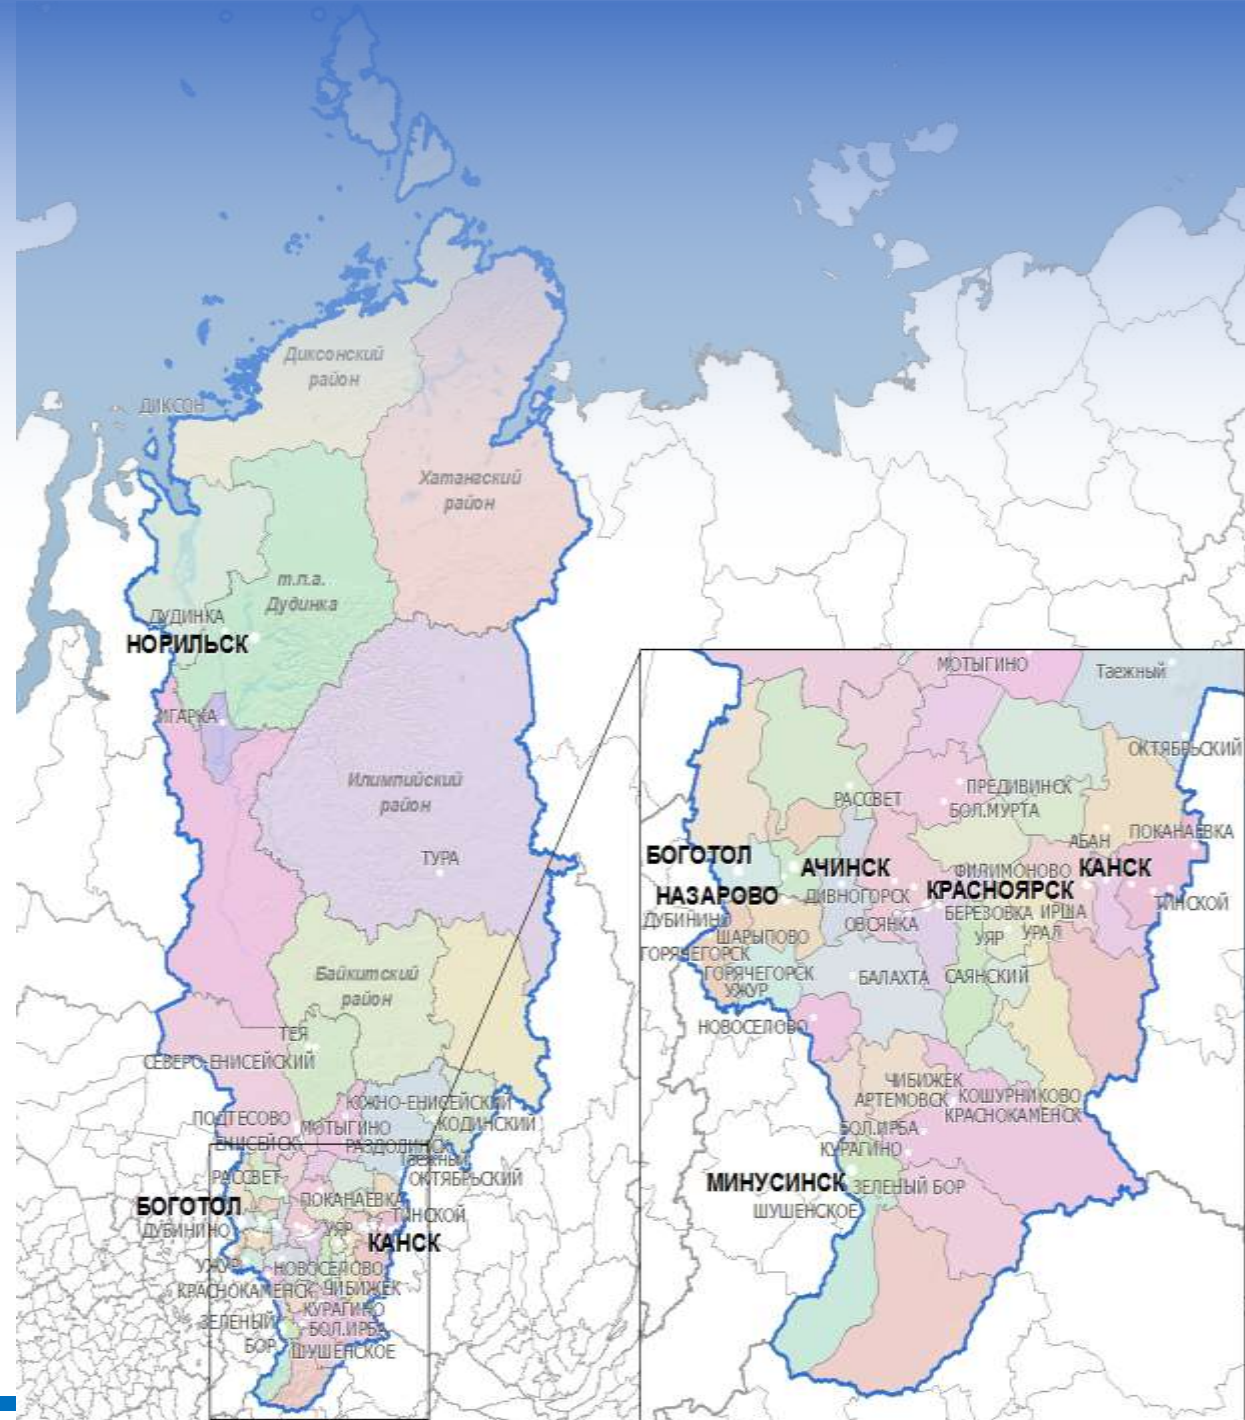 Диксонский
район
ДИКСОН
Хатангский
район
т.п.а.
Дудинка
ДУДИНКА
НОРИЛЬСК
ИГАРКА
Илимпийский
район
ТУРА
Байкитский
район
ТЕЯ
СЕВЕРО-ЕНИСЕЙСКИЙ
ЮЖНО-ЕНИСЕЙСКИЙ
ПОДТЕСОВО
МОТЫГИНО
КОДИНСКИЙ
ЕНИСЕЙСК
РАЗДОЛИНСК
Таежный
РАССВЕТ
ОКТЯБРЬСКИЙ
ПОКАНАЕВКА
БОГОТОЛ
ТИНСКОЙ
ДУБИНИНО
УЯР
КАНСК
УЖУР
НОВОСЕЛОВО
КРАСНОКАМЕНСК
ЧИБИЖЕК
КУРАГИНО
ЗЕЛЕНЫЙ
БОР
БОЛ.ИРБА
ШУШЕНСКОЕ
МОТЫГИНО
Таежный
ОКТЯБРЬСКИЙ
ПРЕДИВИНСК
РАССВЕТ
БОЛ.МУРТА
АБАН
ПОКАНАЕВКА
БОГОТОЛ
АЧИНСК
ФИЛИМОНОВО
КАНСК
НАЗАРОВО
ДИВНОГОРСК
КРАСНОЯРСК
ТИНСКОЙ
ДУБИНИНО
ОВСЯНКА
БЕРЕЗОВКА
ИРША
ШАРЫПОВО
УЯР
УРАЛ
ГОРЯЧЕГОРСК
ГОРЯЧЕГОРСК
БАЛАХТА
САЯНСКИЙ
УЖУР
НОВОСЕЛОВО
ЧИБИЖЕК
АРТЕМОВСК
КОШУРНИКОВО
КРАСНОКАМЕНСК
БОЛ.ИРБА
КУРАГИНО
МИНУСИНСК
ЗЕЛЕНЫЙ БОР
ШУШЕНСКОЕ